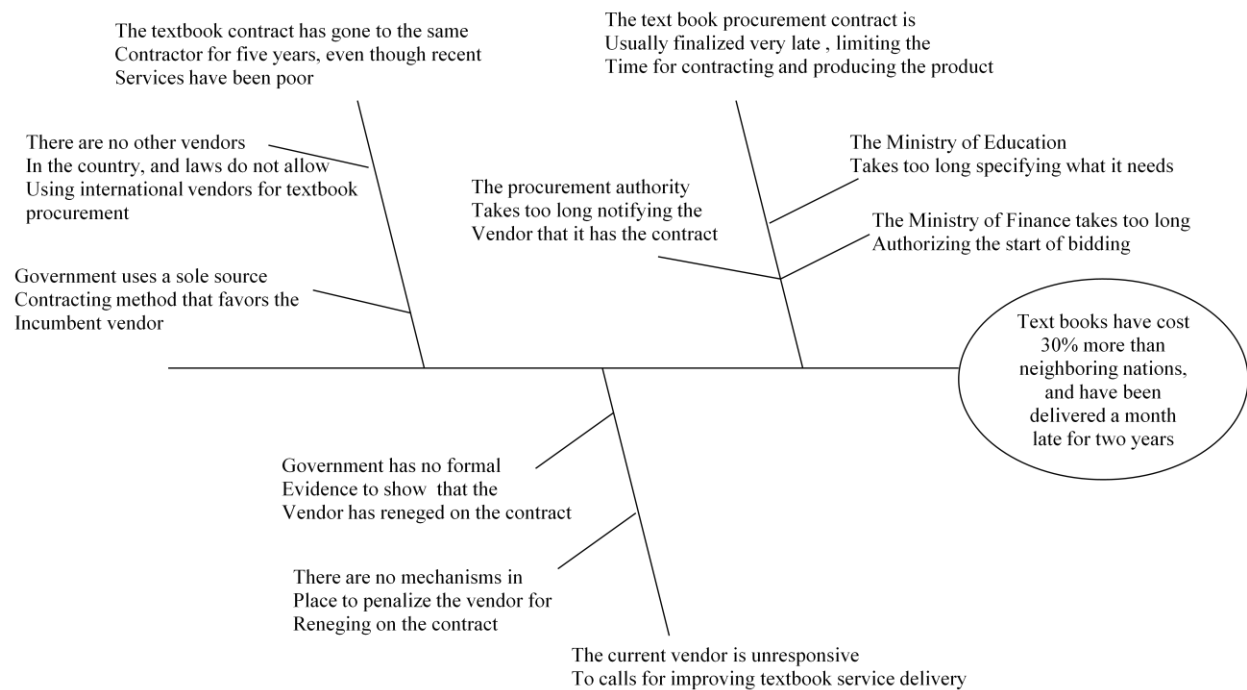 The textbook contract has gone to the same
Contractor for five years, even though recent
Services have been poor
The text book procurement contract is
Usually finalized very late , limiting the
Time for contracting and producing the product
There are no other vendors
In the country, and laws do not allow
Using international vendors for textbook
procurement
The Ministry of Education
Takes too long specifying what it needs
The procurement authority
Takes too long notifying the
Vendor that it has the contract
The Ministry of Finance takes too long
Authorizing the start of bidding
Government uses a sole source
Contracting method that favors the
Incumbent vendor
Text books have cost
30% more than
neighboring nations,
and have been
delivered a month
late for two years
Government has no formal
Evidence to show  that the
Vendor has reneged on the contract
There are no mechanisms in
Place to penalize the vendor for
Reneging on the contract
The current vendor is unresponsive
To calls for improving textbook service delivery